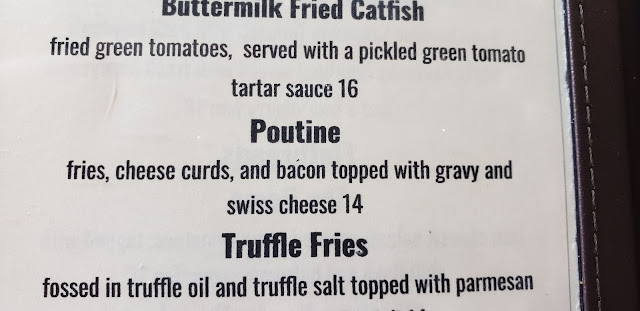 Buttermilk Fried Catfish
fried green tomatoes, served with a pickled green tomato
tartar sauce 16
Poutine
fries, cheese curds, and bacon topped with gravy and
swiss cheese 14
Truffle Fries
fossed in truffle oil and truffle salt topped with parmesan